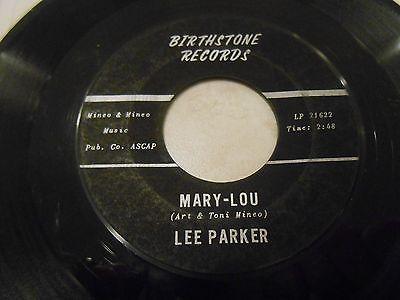 BIRTHSTONE
RECORDS
Mineo & Mineo
Music
Pub. Co. ASCAP
LP 21622
Time: 2:48
MARY-LOU
(Art & Toni Mineo)
LEE PARKER